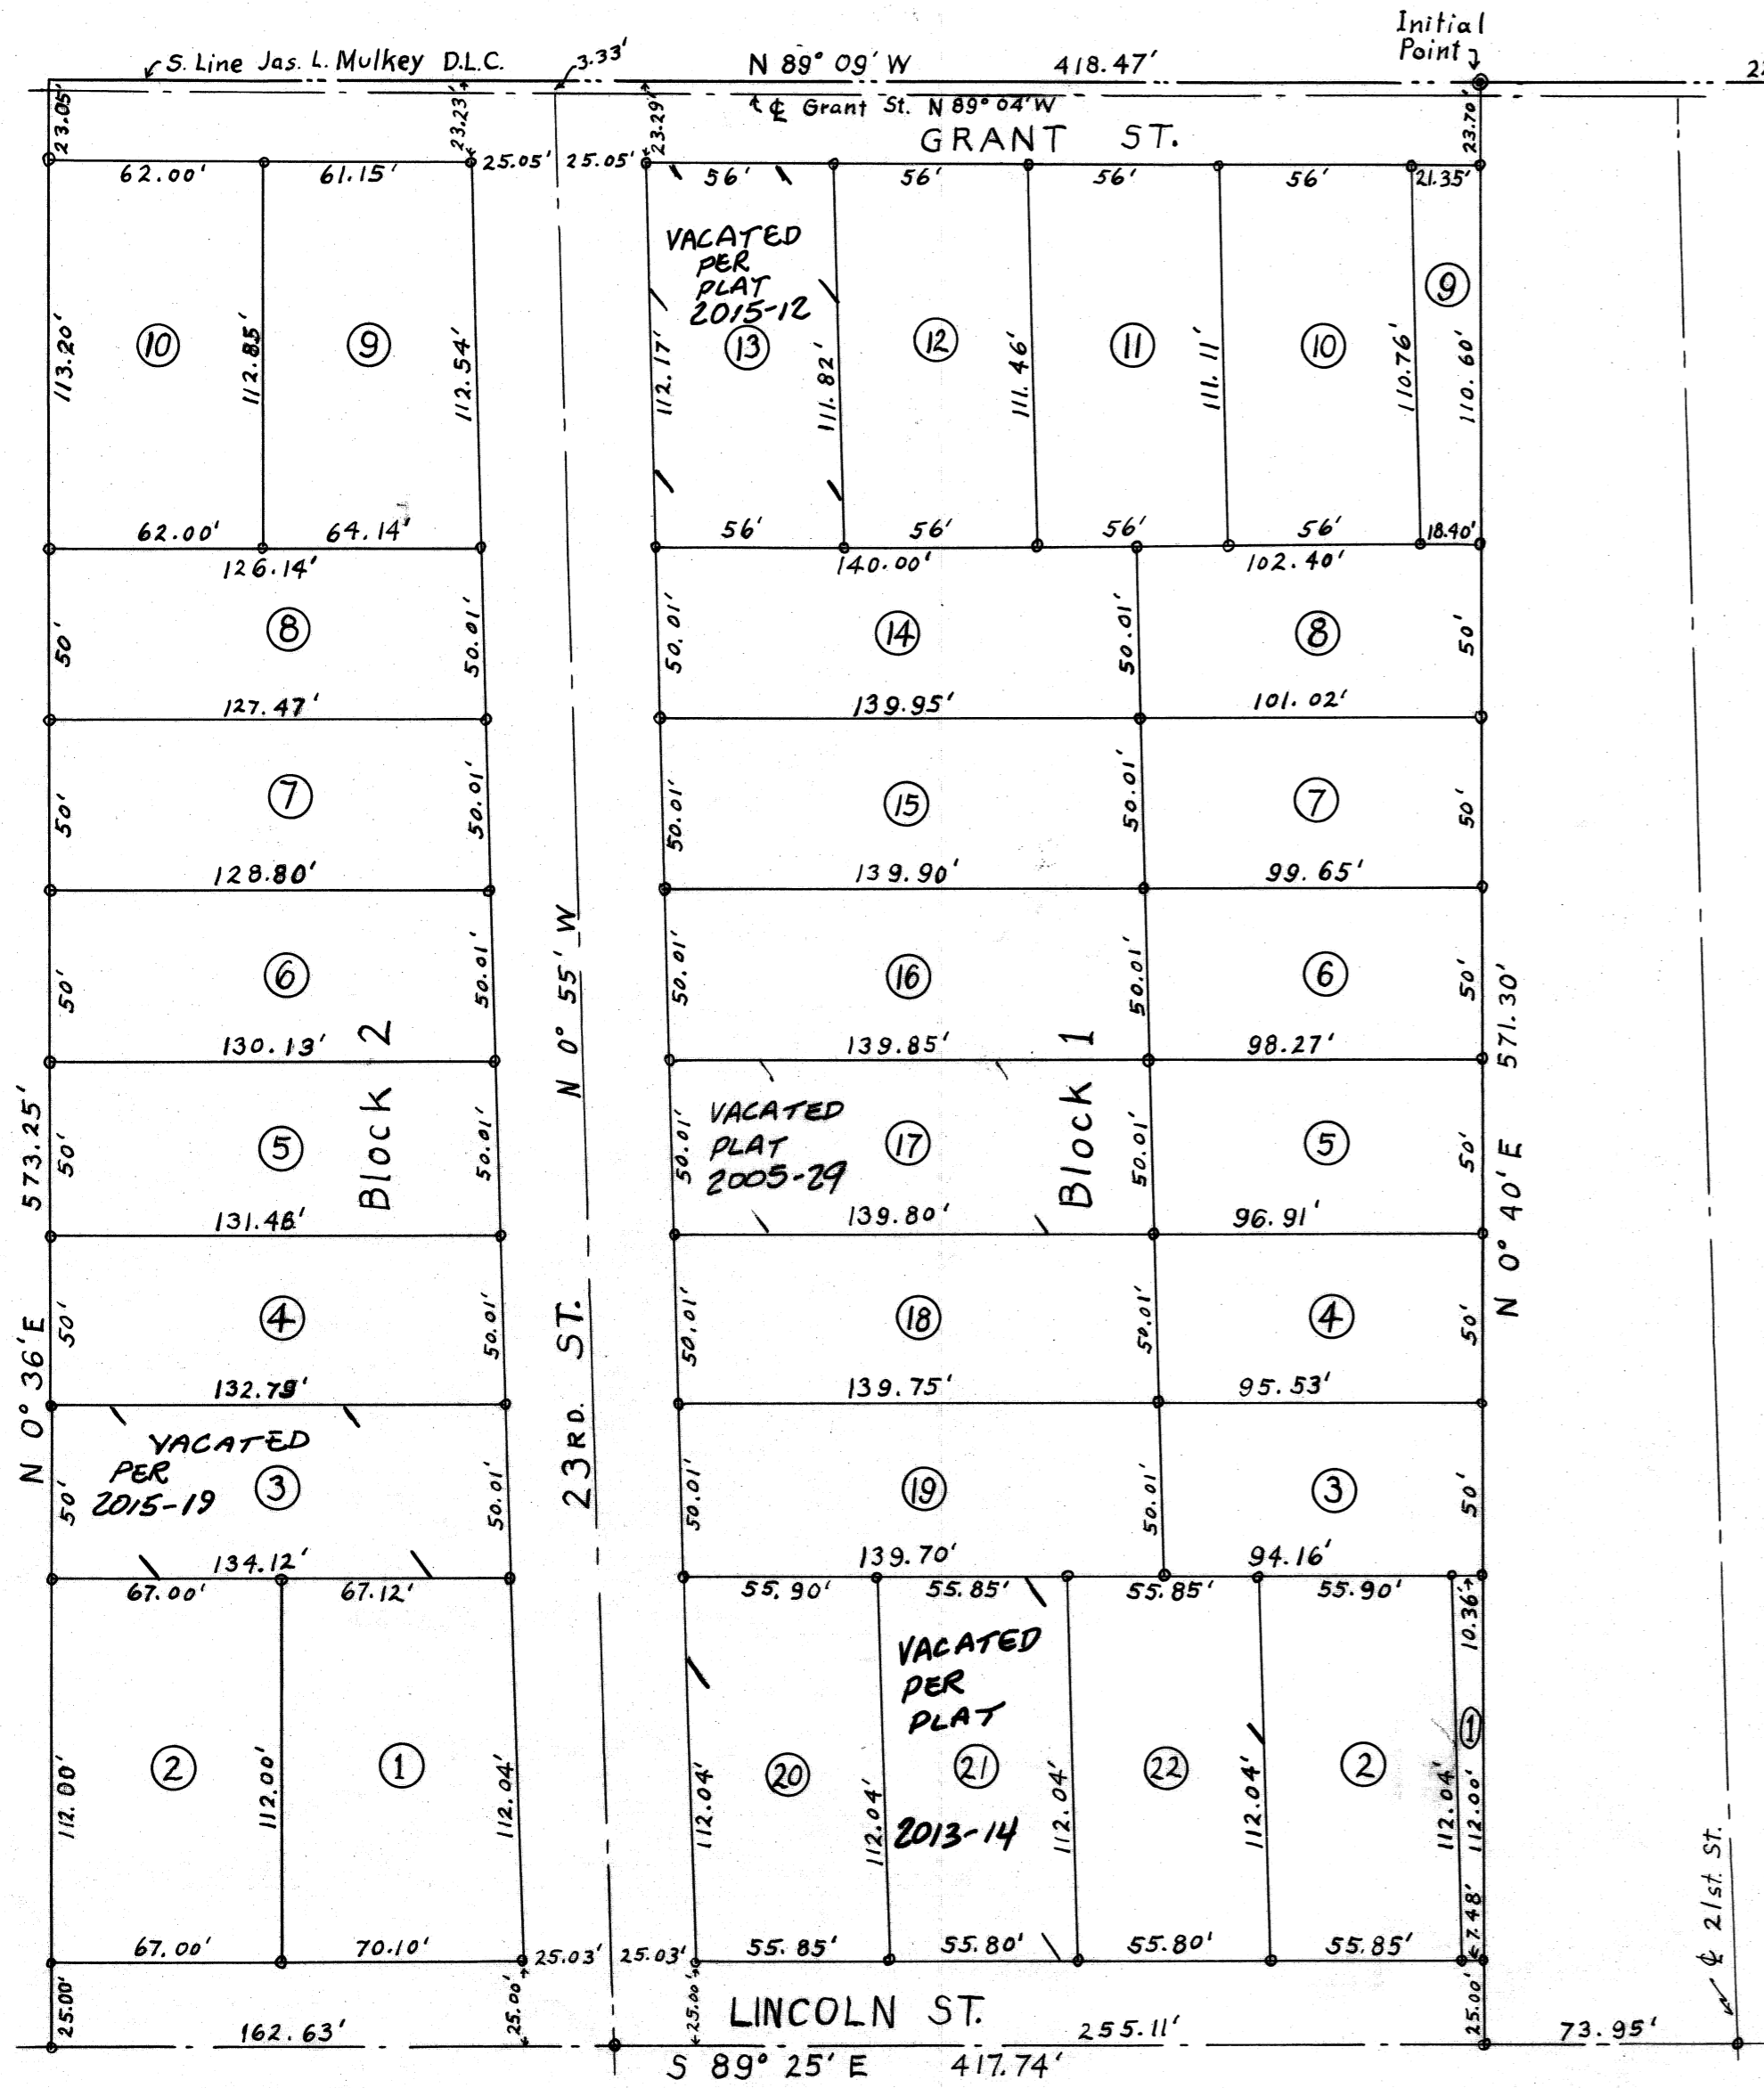 Initial
Point
S. Line Jas. L. Mulkey D.L.C.
3.33'
N 89° 09' W 418.47'
℄ Grant St. N 89° 04' W
GRANT ST.
23.05'
23.23'
23.29'
23.70'
62.00' 61.15' 25.05' 25.05' 56' 56' 56' 56' 21.35'
VACATED
PER
PLAT
2015-12
113.20' 10 112.85' 9 112.54' 112.17' 13 111.82' 12 111.46' 11 111.11' 10 110.76' 9 110.60'
62.00' 64.14' 56' 56' 56' 56' 18.40'
126.14' 140.00' 102.40'
50' 8 50.01' 50.01' 14 50.01' 8 50'
127.47' 139.95' 101.02'
50' 7 50.01' 50.01' 15 50.01' 7 50'
128.80' 139.90' 99.65'
50' 6 50.01' 50.01' 16 50.01' 6 50'
130.13' 139.85' 98.27'
N 0° 55' W
Block 2
Block 1
571.30'
N 0° 40' E
573.25'
N 0° 36' E
VACATED
PLAT
2005-29
50' 5 50.01' 50.01' 17 50.01' 5 50'
131.46' 139.80' 96.91'
50' 4 50.01' 50.01' 18 50.01' 4 50'
132.79' 139.75' 95.53'
23RD. ST.
VACATED
PER
2015-19
50' 3 50.01' 50.01' 19 50.01' 3 50'
134.12' 139.70' 94.16'
67.00' 67.12' 55.90' 55.85' 55.85' 55.90' 10.36'
VACATED
PER
PLAT
2013-14
112.00' 2 112.00' 1 112.04' 112.04' 20 112.04' 21 112.04' 22 112.04' 2 112.04' 1 112.00'
67.00' 70.10' 25.03' 25.03' 55.85' 55.80' 55.80' 55.85' 7.48'
25.00' 25.00' 25.00' 25.00'
LINCOLN ST.
162.63' 255.11' 73.95'
S 89° 25' E 417.74'
℄ 21st. St.